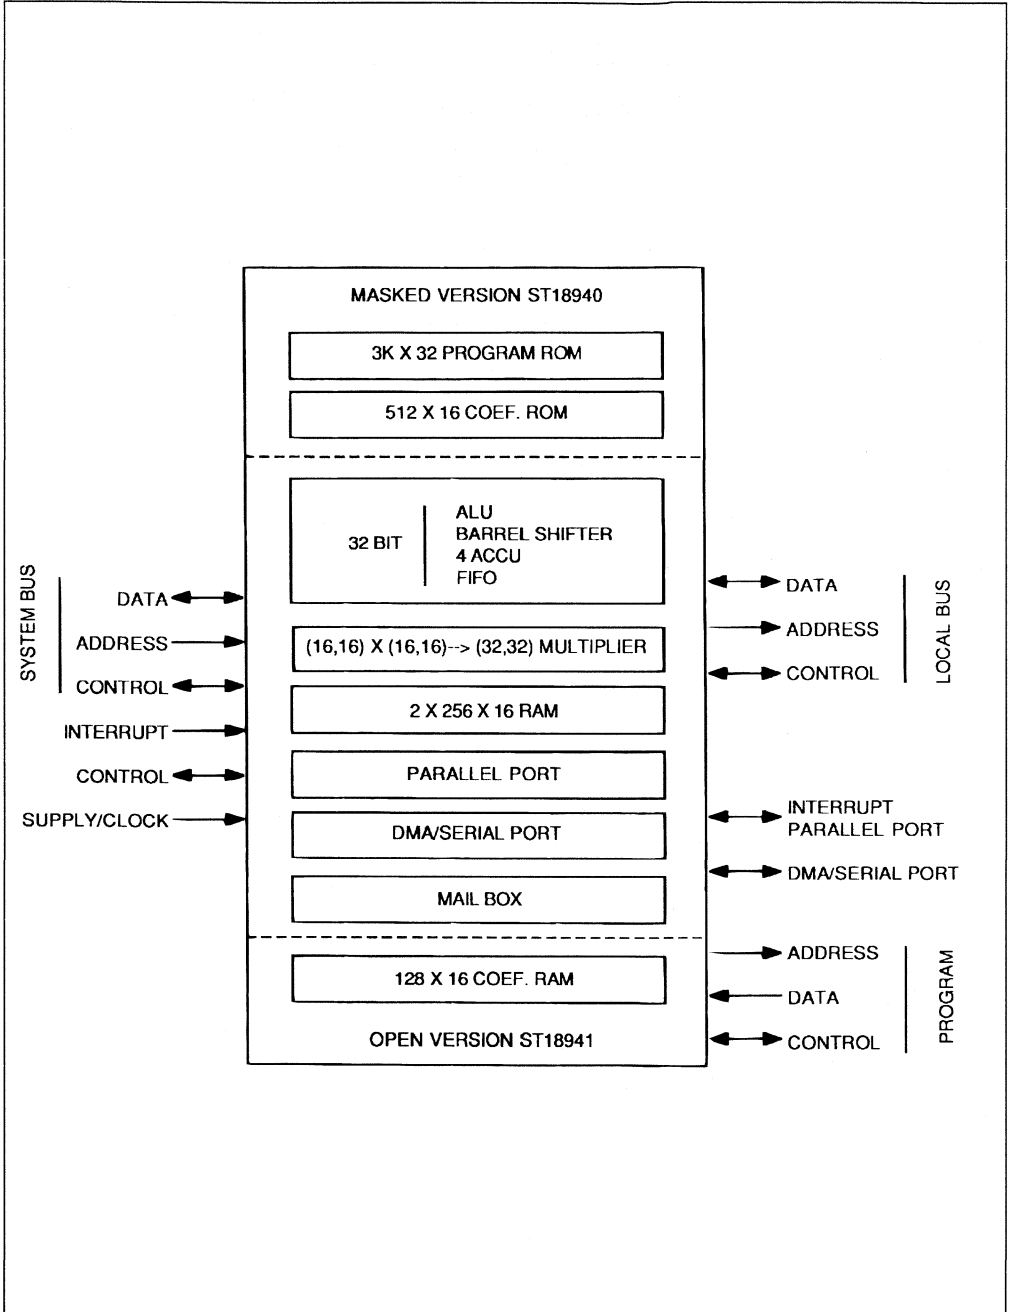 MASKED VERSION ST18940
3K X 32 PROGRAM ROM
512 X 16 COEF. ROM
32 BIT
ALU
BARREL SHIFTER
4 ACCU
FIFO
(16,16) X (16,16)--> (32,32) MULTIPLIER
2 X 256 X 16 RAM
PARALLEL PORT
DMA/SERIAL PORT
MAIL BOX
128 X 16 COEF. RAM
OPEN VERSION ST18941
SYSTEM BUS
DATA
ADDRESS
CONTROL
INTERRUPT
CONTROL
SUPPLY/CLOCK
DATA
ADDRESS
CONTROL
LOCAL BUS
INTERRUPT
PARALLEL PORT
DMA/SERIAL PORT
ADDRESS
DATA
CONTROL
PROGRAM